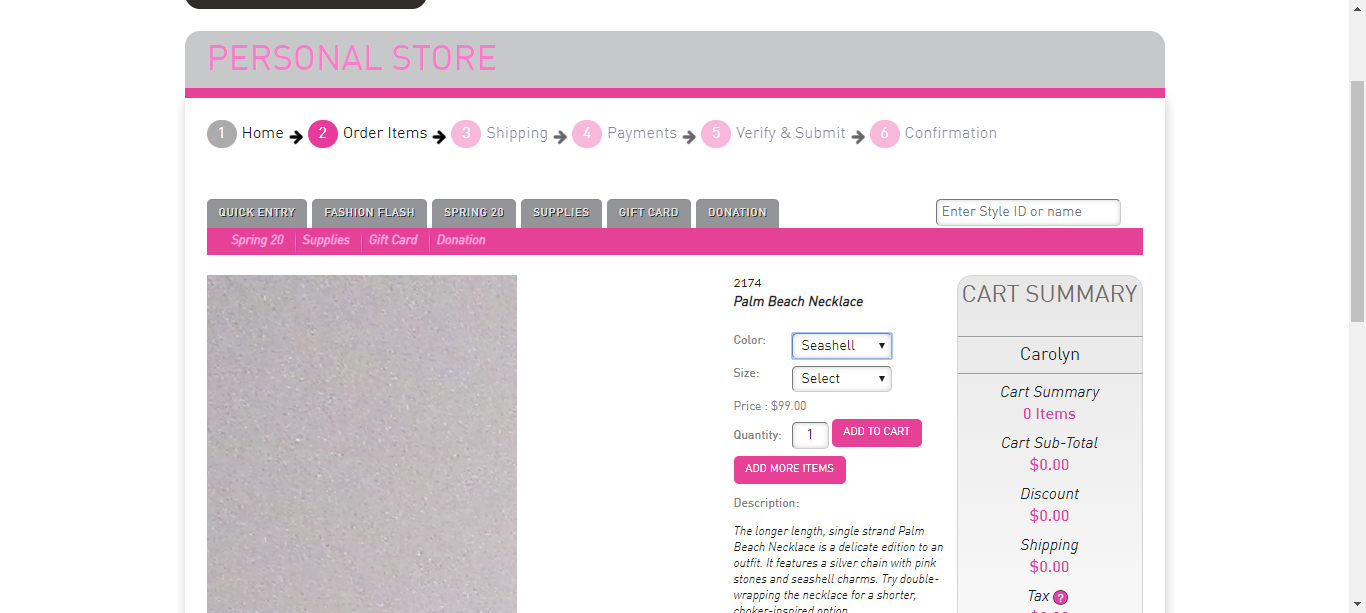 PERSONAL STORE
1 Home 2 Order Items 3 Shipping 4 Payments 5 Verify & Submit 6 Confirmation
QUICK ENTRY FASHION FLASH SPRING 20 SUPPLIES GIFT CARD DONATION
Enter Style ID or name
Spring 20 Supplies Gift Card Donation
2174
Palm Beach Necklace
Color: Seashell
Size: Select
Price : $99.00
Quantity: 1 ADD TO CART
ADD MORE ITEMS
Description:
The longer length, single strand Palm
Beach Necklace is a delicate edition to an
outfit. It features a silver chain with pink
stones and seashell charms. Try double-
wrapping the necklace for a shorter,
choker-inspired option.
CART SUMMARY
Carolyn
Cart Summary
0 Items
Cart Sub-Total
$0.00
Discount
$0.00
Shipping
$0.00
Tax ?